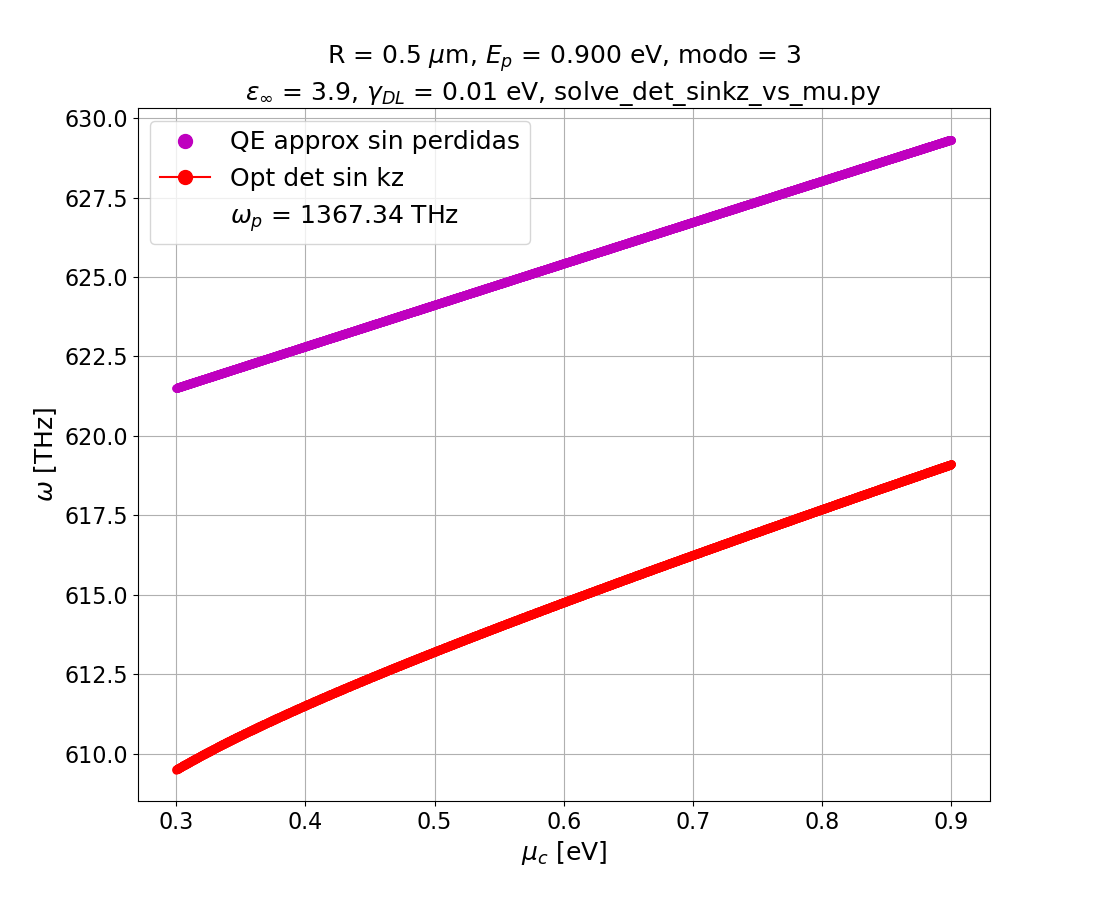 R = 0.5 μm, E_p = 0.900 eV, modo = 3
ε_∞ = 3.9, γ_DL = 0.01 eV, solve_det_sinkz_vs_mu.py
630.0
QE approx sin perdidas
Opt det sin kz
ω_p = 1367.34 THz
627.5
625.0
622.5
620.0
617.5
615.0
612.5
610.0
ω [THz]
0.3 0.4 0.5 0.6 0.7 0.8 0.9
μ_c [eV]